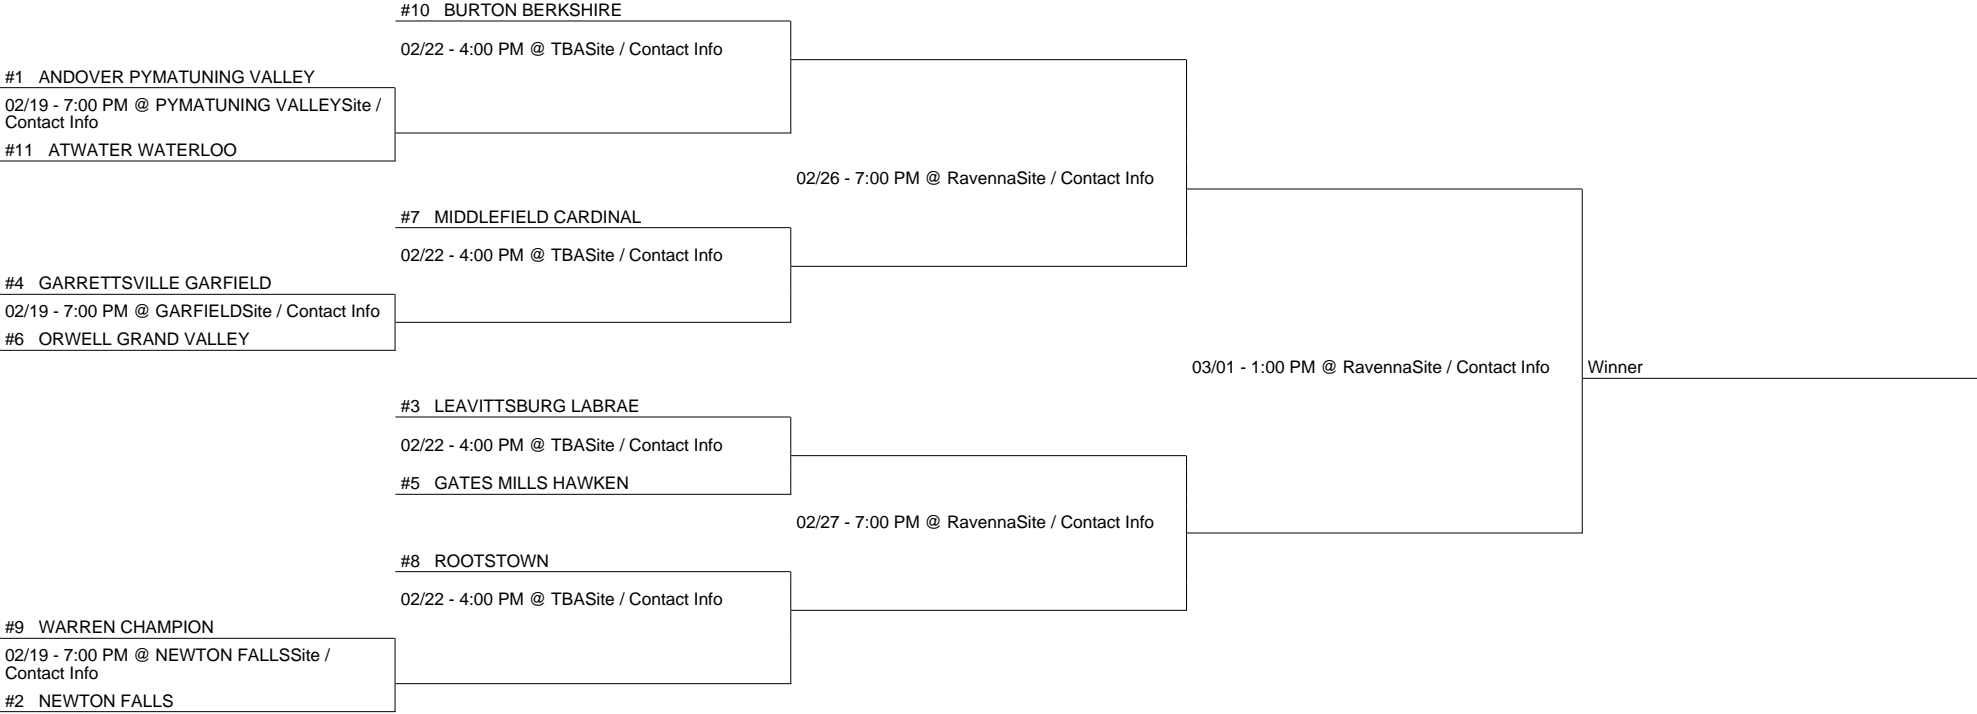 #10 BURTON BERKSHIRE
02/22 - 4:00 PM @ TBASite / Contact Info
#1 ANDOVER PYMATUNING VALLEY
02/19 - 7:00 PM @ PYMATUNING VALLEYSite /
Contact Info
#11 ATWATER WATERLOO
02/26 - 7:00 PM @ RavennaSite / Contact Info
#7 MIDDLEFIELD CARDINAL
02/22 - 4:00 PM @ TBASite / Contact Info
#4 GARRETTSVILLE GARFIELD
02/19 - 7:00 PM @ GARFIELDSite / Contact Info
#6 ORWELL GRAND VALLEY
03/01 - 1:00 PM @ RavennaSite / Contact Info
Winner
#3 LEAVITTSBURG LABRAE
02/22 - 4:00 PM @ TBASite / Contact Info
#5 GATES MILLS HAWKEN
02/27 - 7:00 PM @ RavennaSite / Contact Info
#8 ROOTSTOWN
02/22 - 4:00 PM @ TBASite / Contact Info
#9 WARREN CHAMPION
02/19 - 7:00 PM @ NEWTON FALLSSite /
Contact Info
#2 NEWTON FALLS